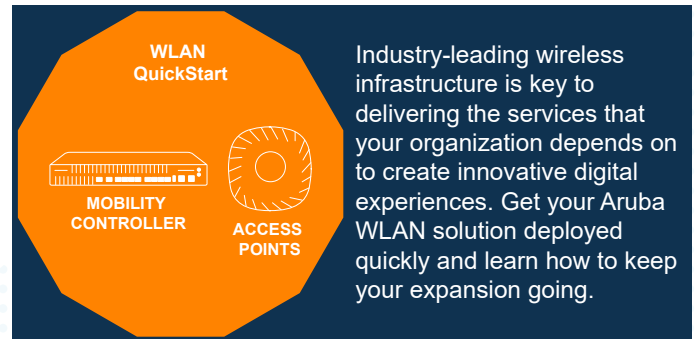 WLAN
QuickStart
MOBILITY
CONTROLLER
ACCESS
POINTS
Industry-leading wireless
infrastructure is key to
delivering the services that
your organization depends on
to create innovative digital
experiences. Get your Aruba
WLAN solution deployed
quickly and learn how to keep
your expansion going.